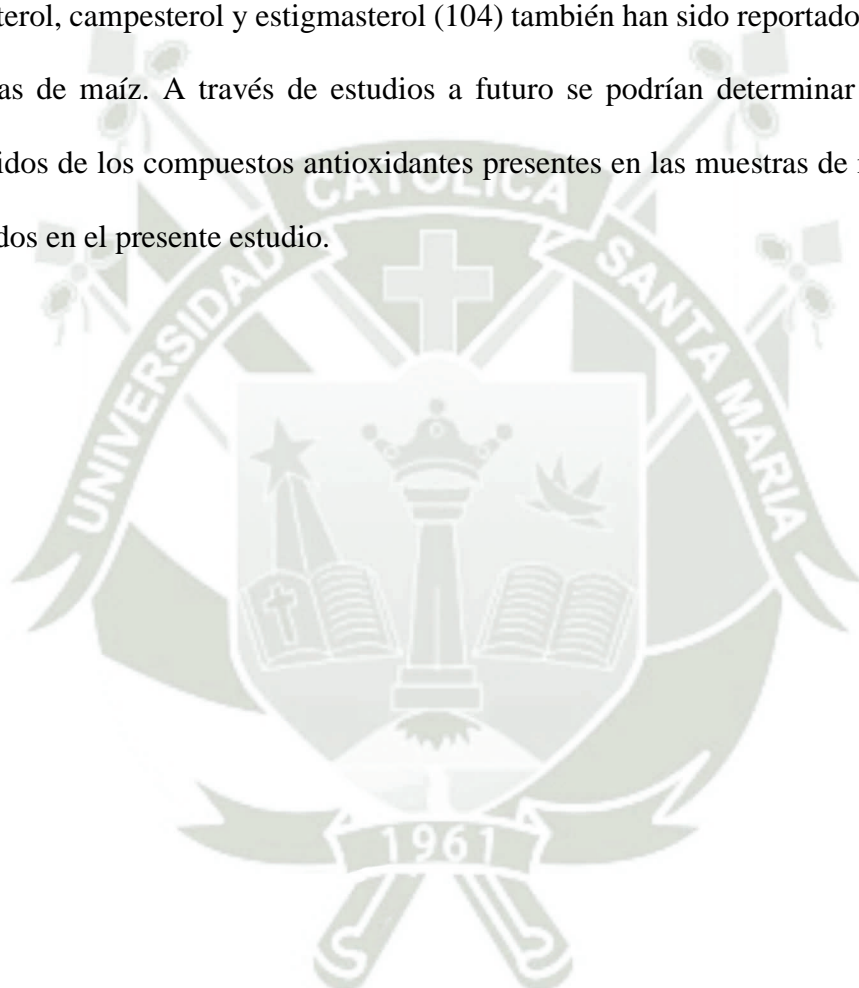 terol, campesterol y estigmasterol (104) también han sido reportado
as de maíz. A través de estudios a futuro se podrían determinar
idos de los compuestos antioxidantes presentes en las muestras de
dos en el presente estudio.
UNIVERSIDAD CATOLICA SANTA MARIA
1961